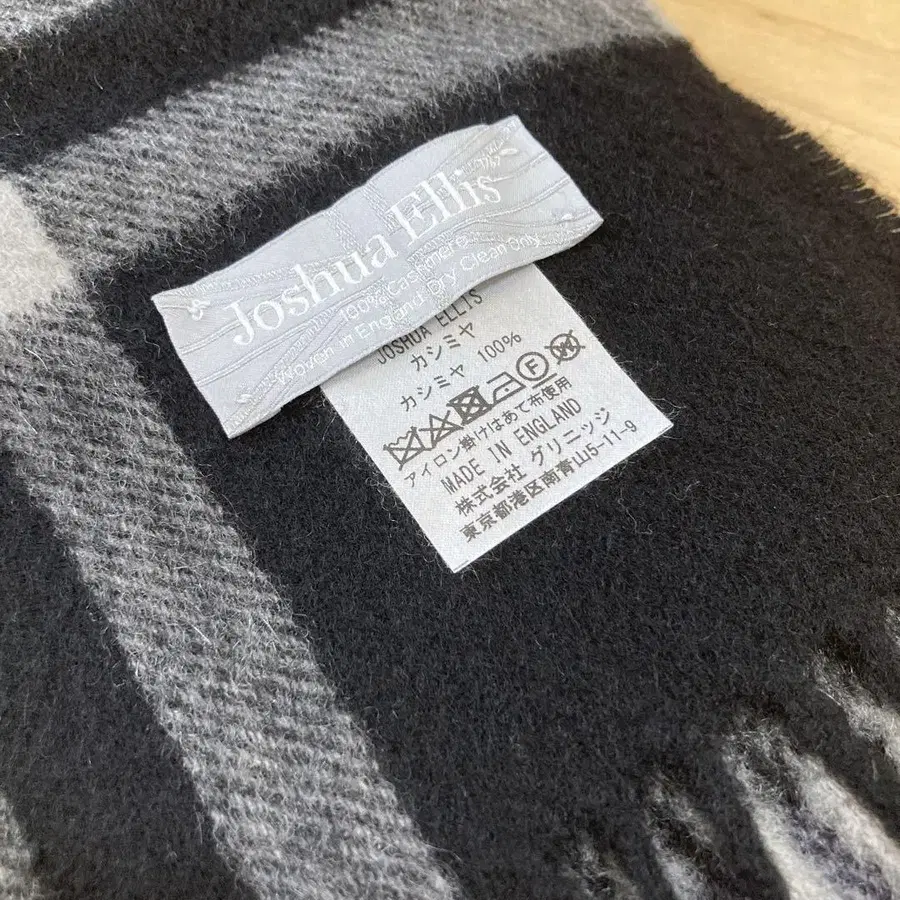 Joshua Ellis
100% Cashmere
Woven in England Dry Clean Only
JOSHUA ELLIS
カシミヤ
カシミヤ 100%
F W
アイロン掛けはあて布使用
MADE IN ENGLAND
株式会社 グリニッジ
東京都港区南青山5-11-9